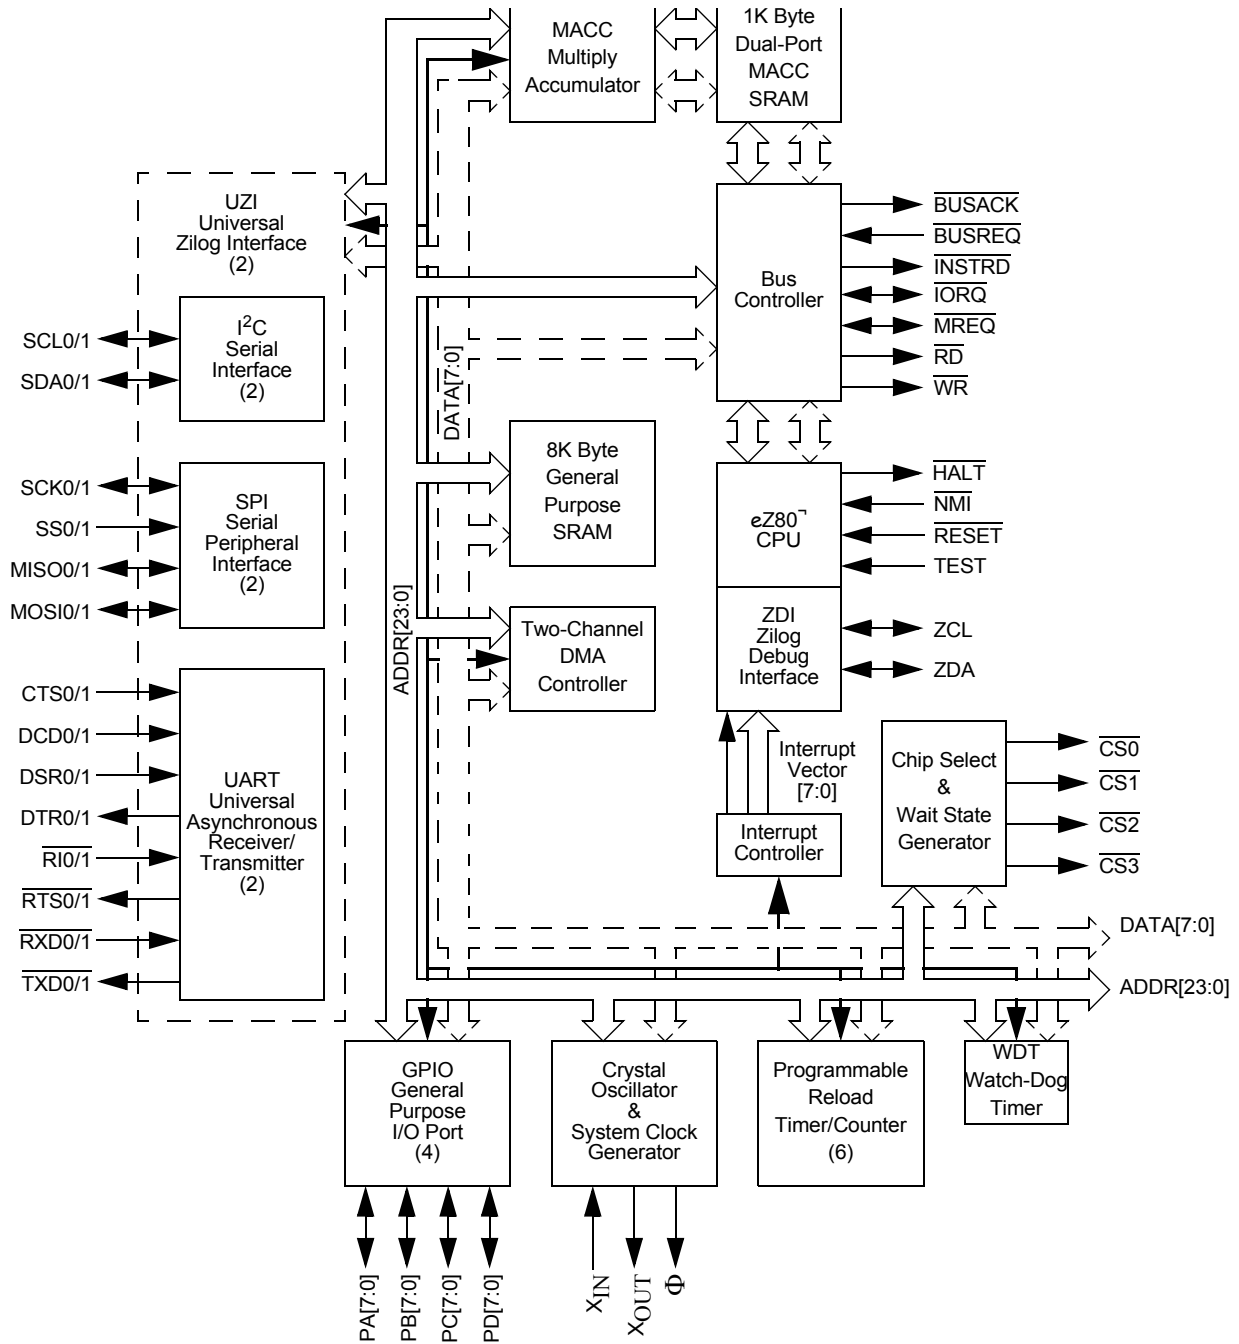 MACC
Multiply
Accumulator
1K Byte
Dual-Port
MACC
SRAM
UZI
Universal
Zilog Interface
(2)
I2C
Serial
Interface
(2)
SPI
Serial
Peripheral
Interface
(2)
UART
Universal
Asynchronous
Receiver/
Transmitter
(2)
SCL0/1
SDA0/1
SCK0/1
SS0/1
MISO0/1
MOSI0/1
CTS0/1
DCD0/1
DSR0/1
DTR0/1
RI0/1
RTS0/1
RXD0/1
TXD0/1
DATA[7:0]
ADDR[23:0]
Bus
Controller
BUSACK
BUSREQ
INSTRD
IORQ
MREQ
RD
WR
8K Byte
General
Purpose
SRAM
eZ80¬
CPU
HALT
NMI
RESET
TEST
Two-Channel
DMA
Controller
ZDI
Zilog
Debug
Interface
ZCL
ZDA
Interrupt
Vector
[7:0]
Interrupt
Controller
Chip Select
&
Wait State
Generator
CS0
CS1
CS2
CS3
DATA[7:0]
ADDR[23:0]
GPIO
General
Purpose
I/O Port
(4)
Crystal
Oscillator
&
System Clock
Generator
Programmable
Reload
Timer/Counter
(6)
WDT
Watch-Dog
Timer
PA[7:0]
PB[7:0]
PC[7:0]
PD[7:0]
XIN
XOUT
Φ